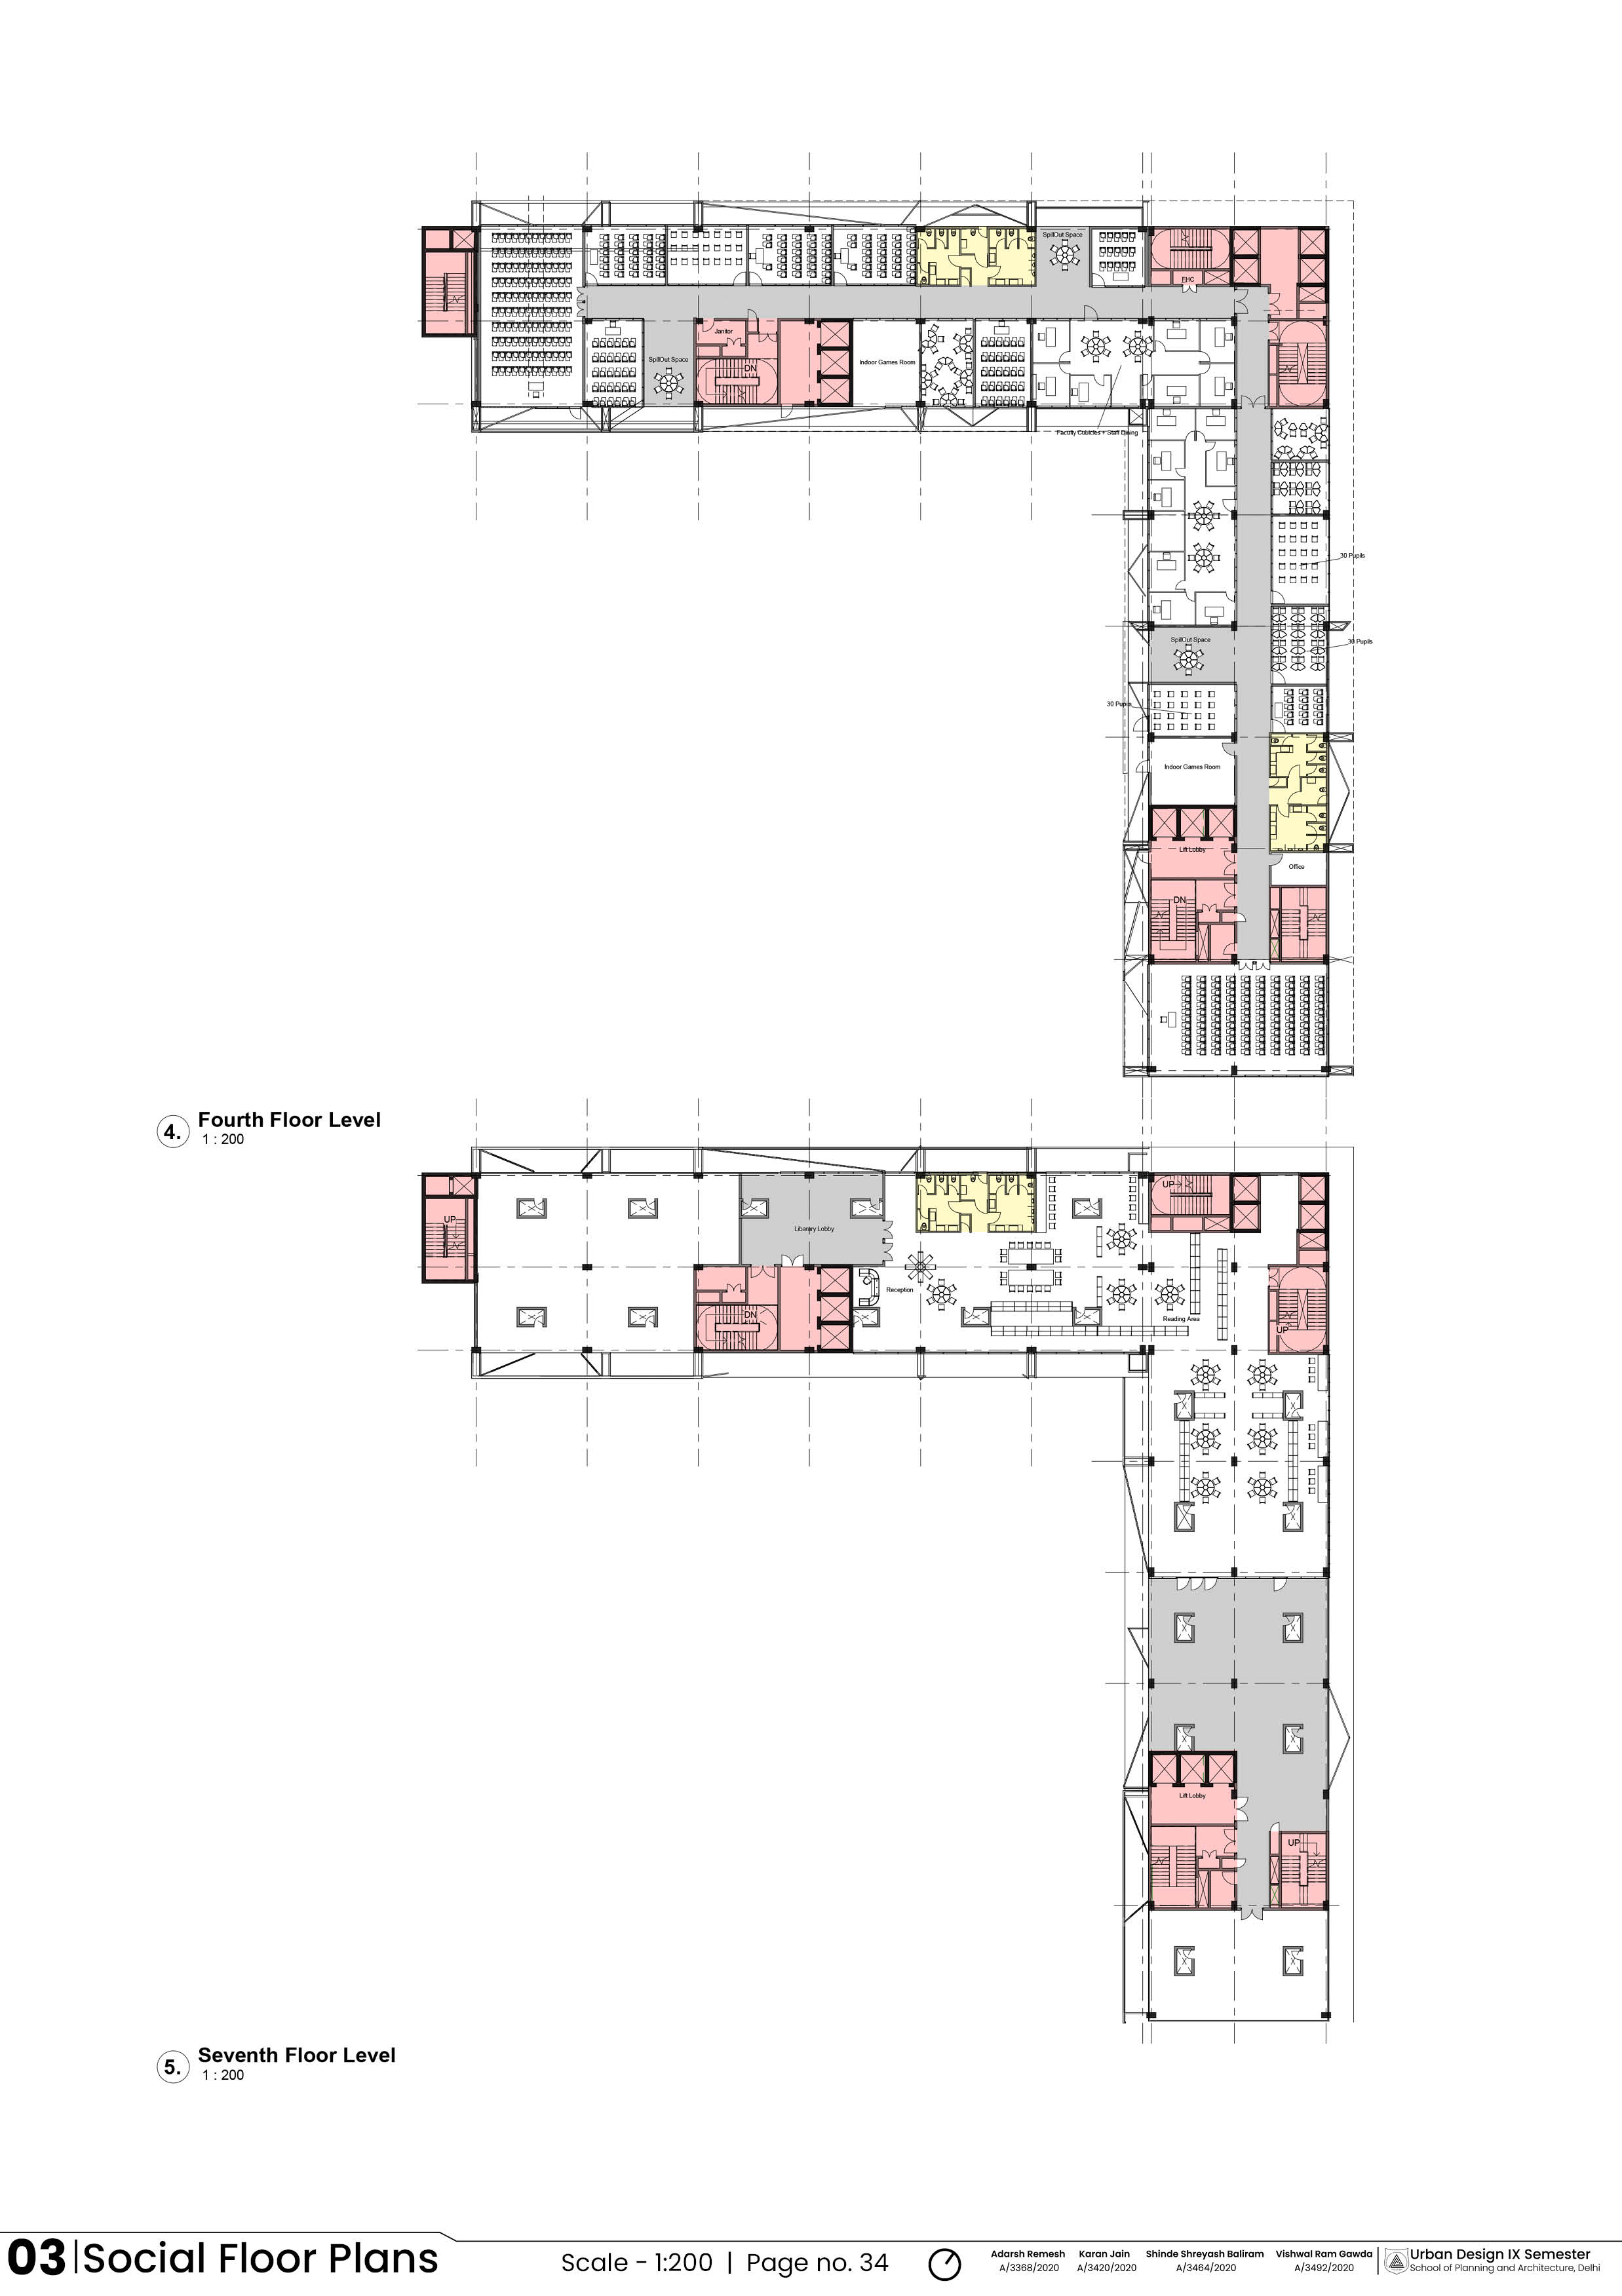 SpillOut Space
FHC
Janitor
DN
SpillOut Space
Indoor Games Room
Faculty Cubicles + Staff Dining
30 Pupils
SpillOut Space
30 Pupils
30 Pupils
Indoor Games Room
Lift Lobby
Office
DN
4.
Fourth Floor Level
1 : 200
UP
UP
Libarary Lobby
Reception
DN
Reading Area
UP
Lift Lobby
UP
5.
Seventh Floor Level
1 : 200
03 Social Floor Plans
Scale - 1:200 | Page no. 34
Adarsh Remesh
A/3368/2020
Karan Jain
A/3420/2020
Shinde Shreyash Baliram
A/3464/2020
Vishwal Ram Gawda
A/3492/2020
Urban Design IX Semester
School of Planning and Architecture, Delhi